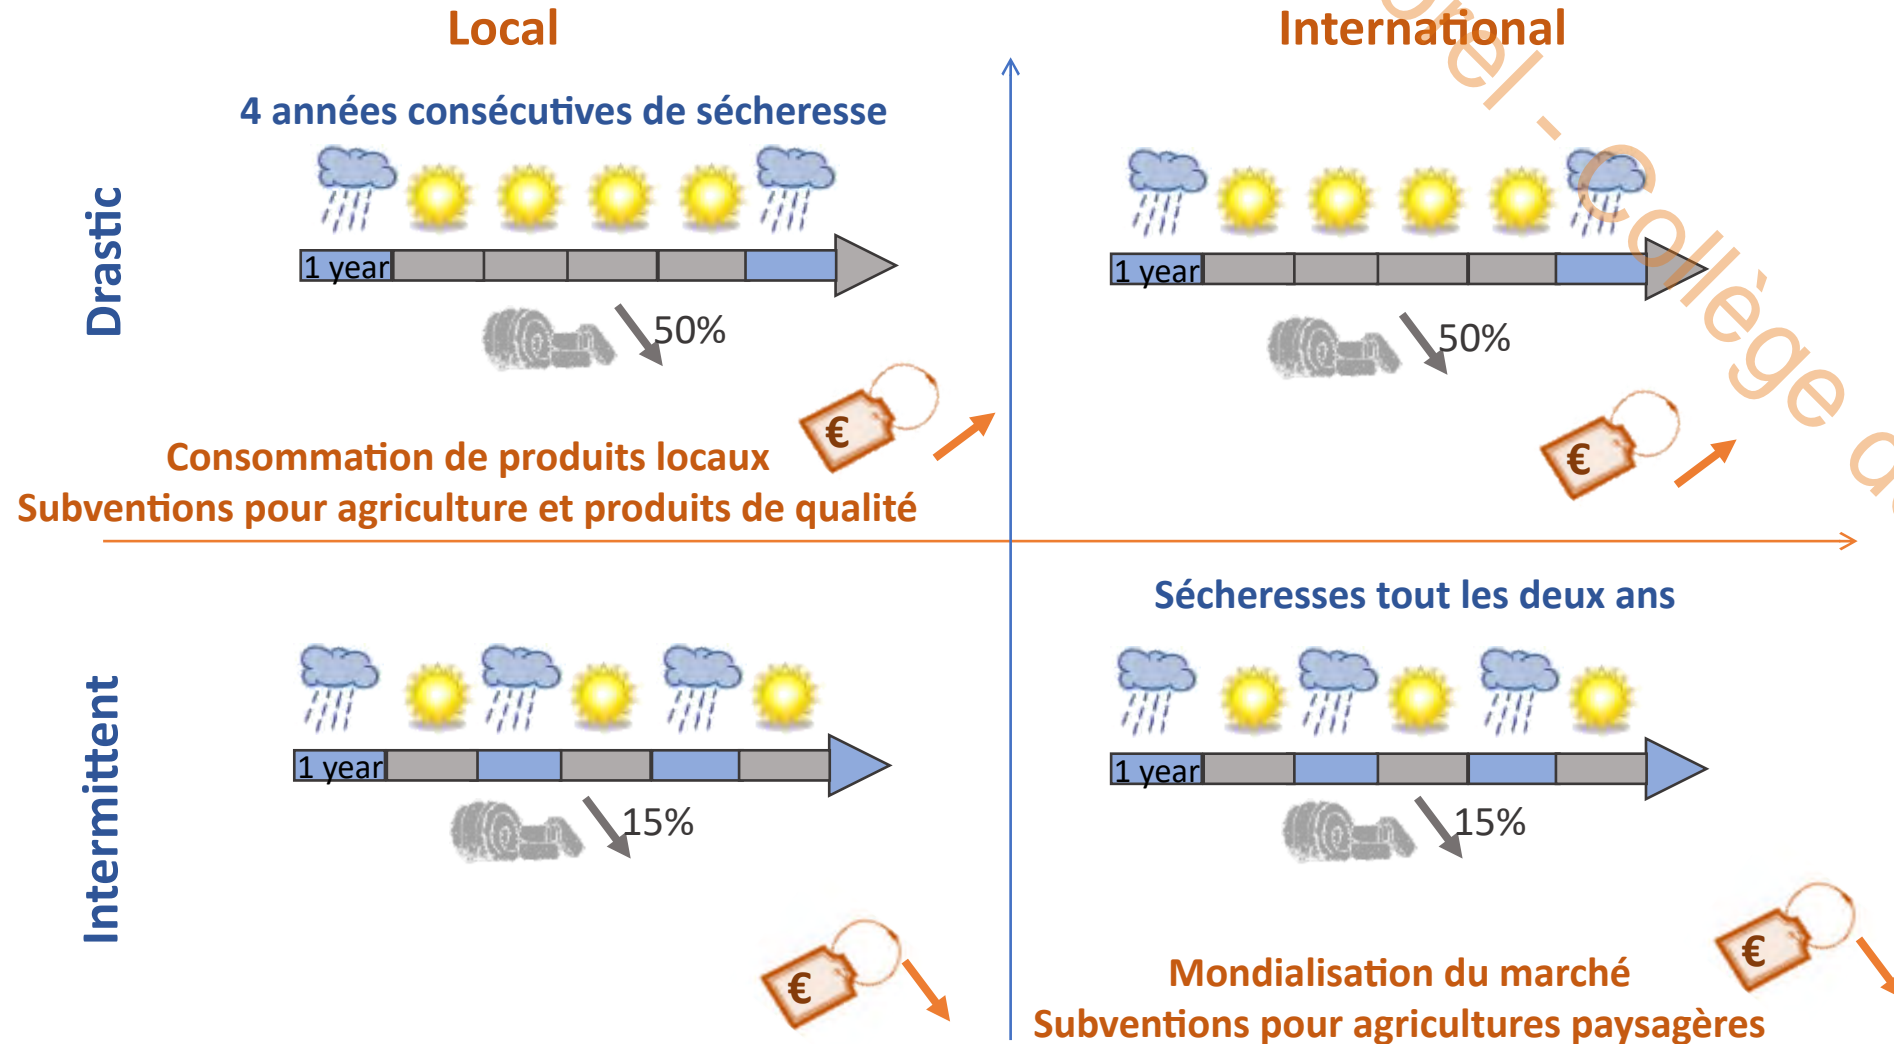 Local
International
4 années consécutives de sécheresse
Drastic
1 year
1 year
50%
50%
€
€
Consommation de produits locaux
Subventions pour agriculture et produits de qualité
Sécheresses tout les deux ans
Intermittent
1 year
1 year
15%
15%
€
€
Mondialisation du marché
Subventions pour agricultures paysagères
- Collège